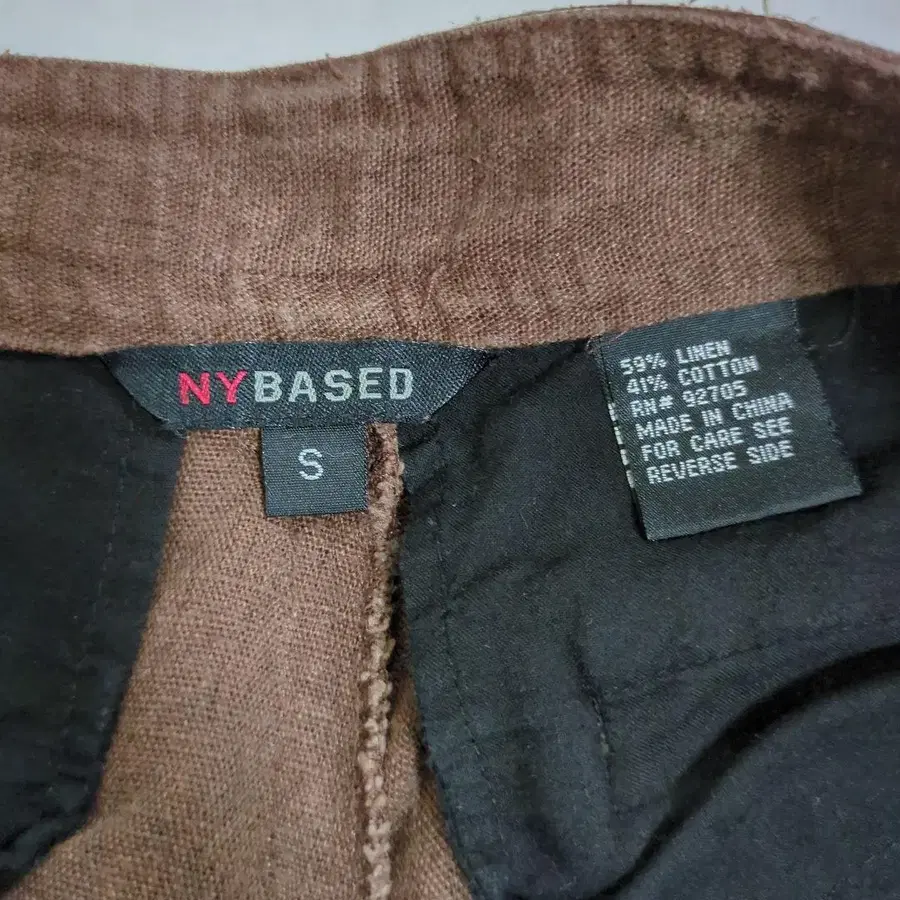 NYBASED
S
59% LINEN
41% COTTON
RN# 92705
MADE IN CHINA
FOR CARE SEE
REVERSE SIDE